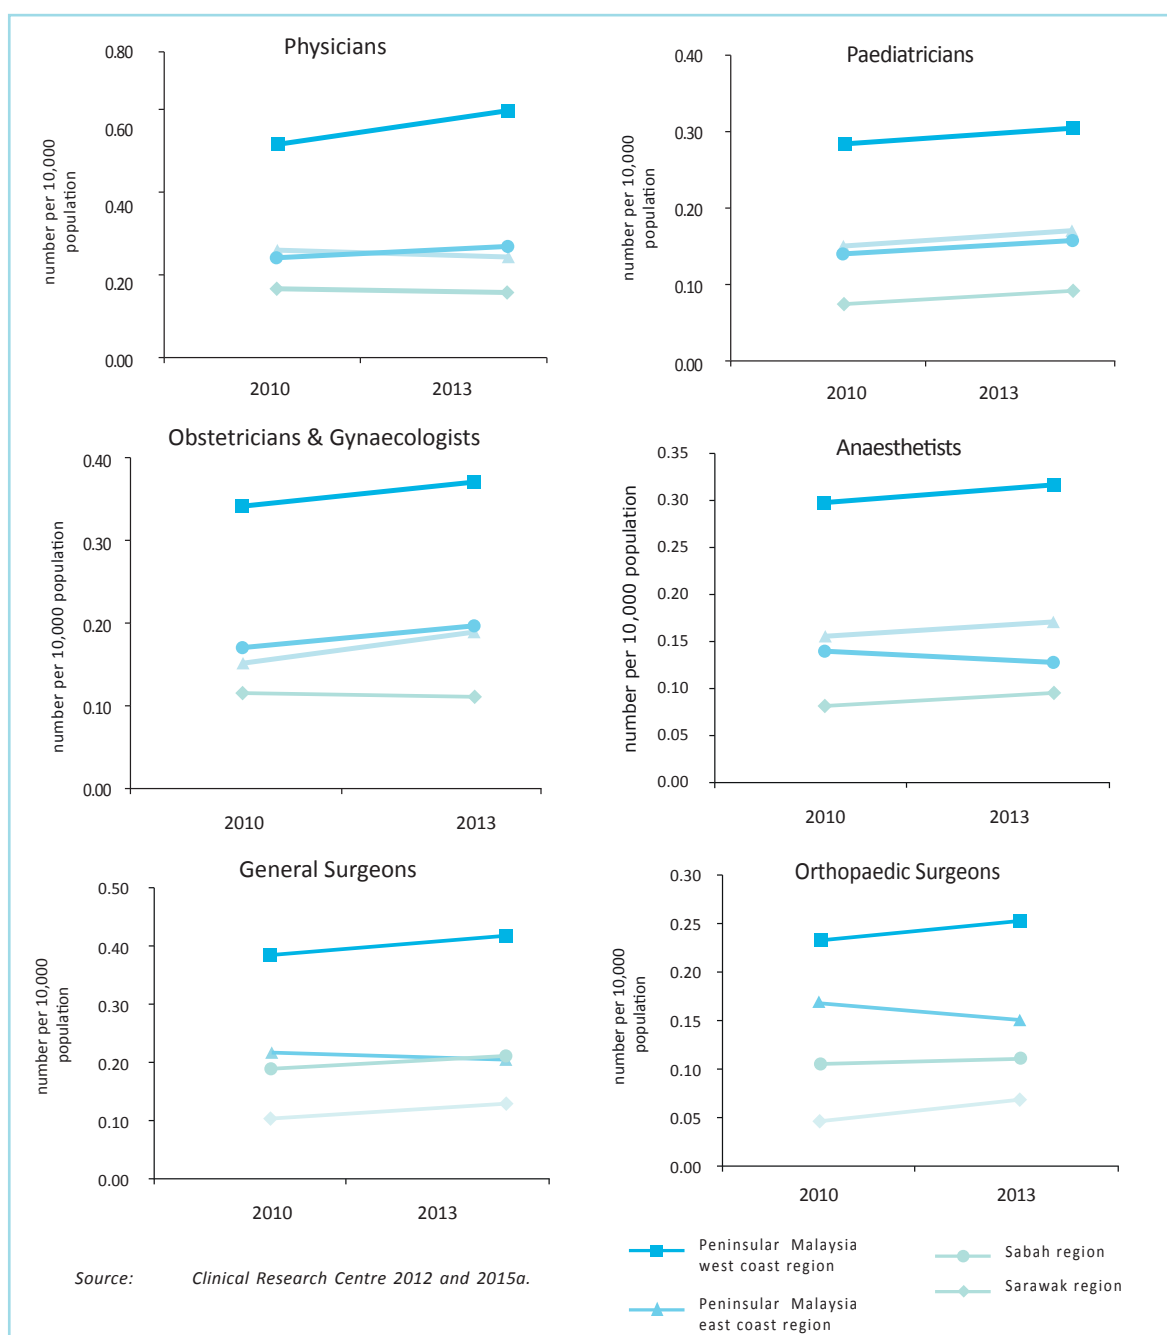 Physicians
0.80
0.60
0.40
0.20
0.00
number per 10,000
population
2010
2013
Paediatricians
0.40
0.30
0.20
0.10
0.00
number per 10,000
population
2010
2013
Obstetricians & Gynaecologists
0.40
0.30
0.20
0.10
0.00
number per 10,000 population
2010
2013
Anaesthetists
0.35
0.30
0.25
0.20
0.15
0.10
0.05
0.00
number per 10,000 population
2010
2013
General Surgeons
0.50
0.40
0.30
0.20
0.10
0.00
number per 10,000
population
2010
2013
Orthopaedic Surgeons
0.30
0.25
0.20
0.15
0.10
0.05
0.00
number per 10,000
population
2010
2013
Peninsular Malaysia
west coast region
Peninsular Malaysia
east coast region
Sabah region
Sarawak region
Source: Clinical Research Centre 2012 and 2015a.